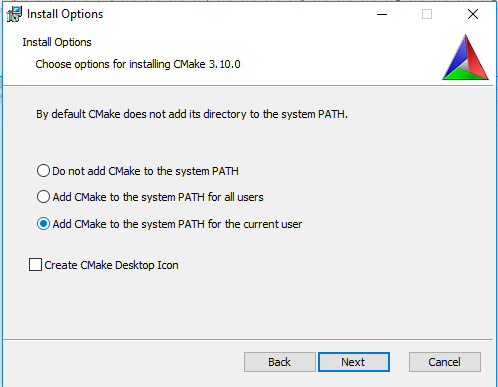 Install Options
Install Options
Choose options for installing CMake 3.10.0
By default CMake does not add its directory to the system PATH.
Do not add CMake to the system PATH
Add CMake to the system PATH for all users
Add CMake to the system PATH for the current user
Create CMake Desktop Icon
Back Next Cancel